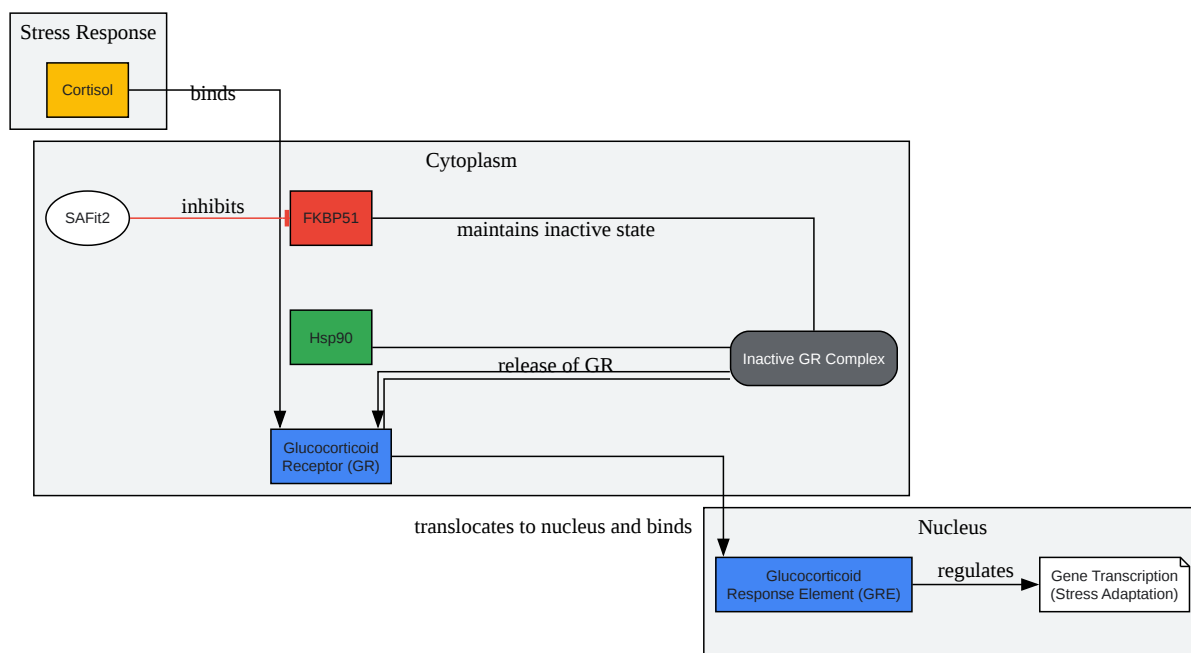 Stress Response
Cortisol
binds
Cytoplasm
SAFit2
inhibits
FKBP51
maintains inactive state
Hsp90
release of GR
Inactive GR Complex
Glucocorticoid
Receptor (GR)
translocates to nucleus and binds
Nucleus
Glucocorticoid
Response Element (GRE)
regulates
Gene Transcription
(Stress Adaptation)